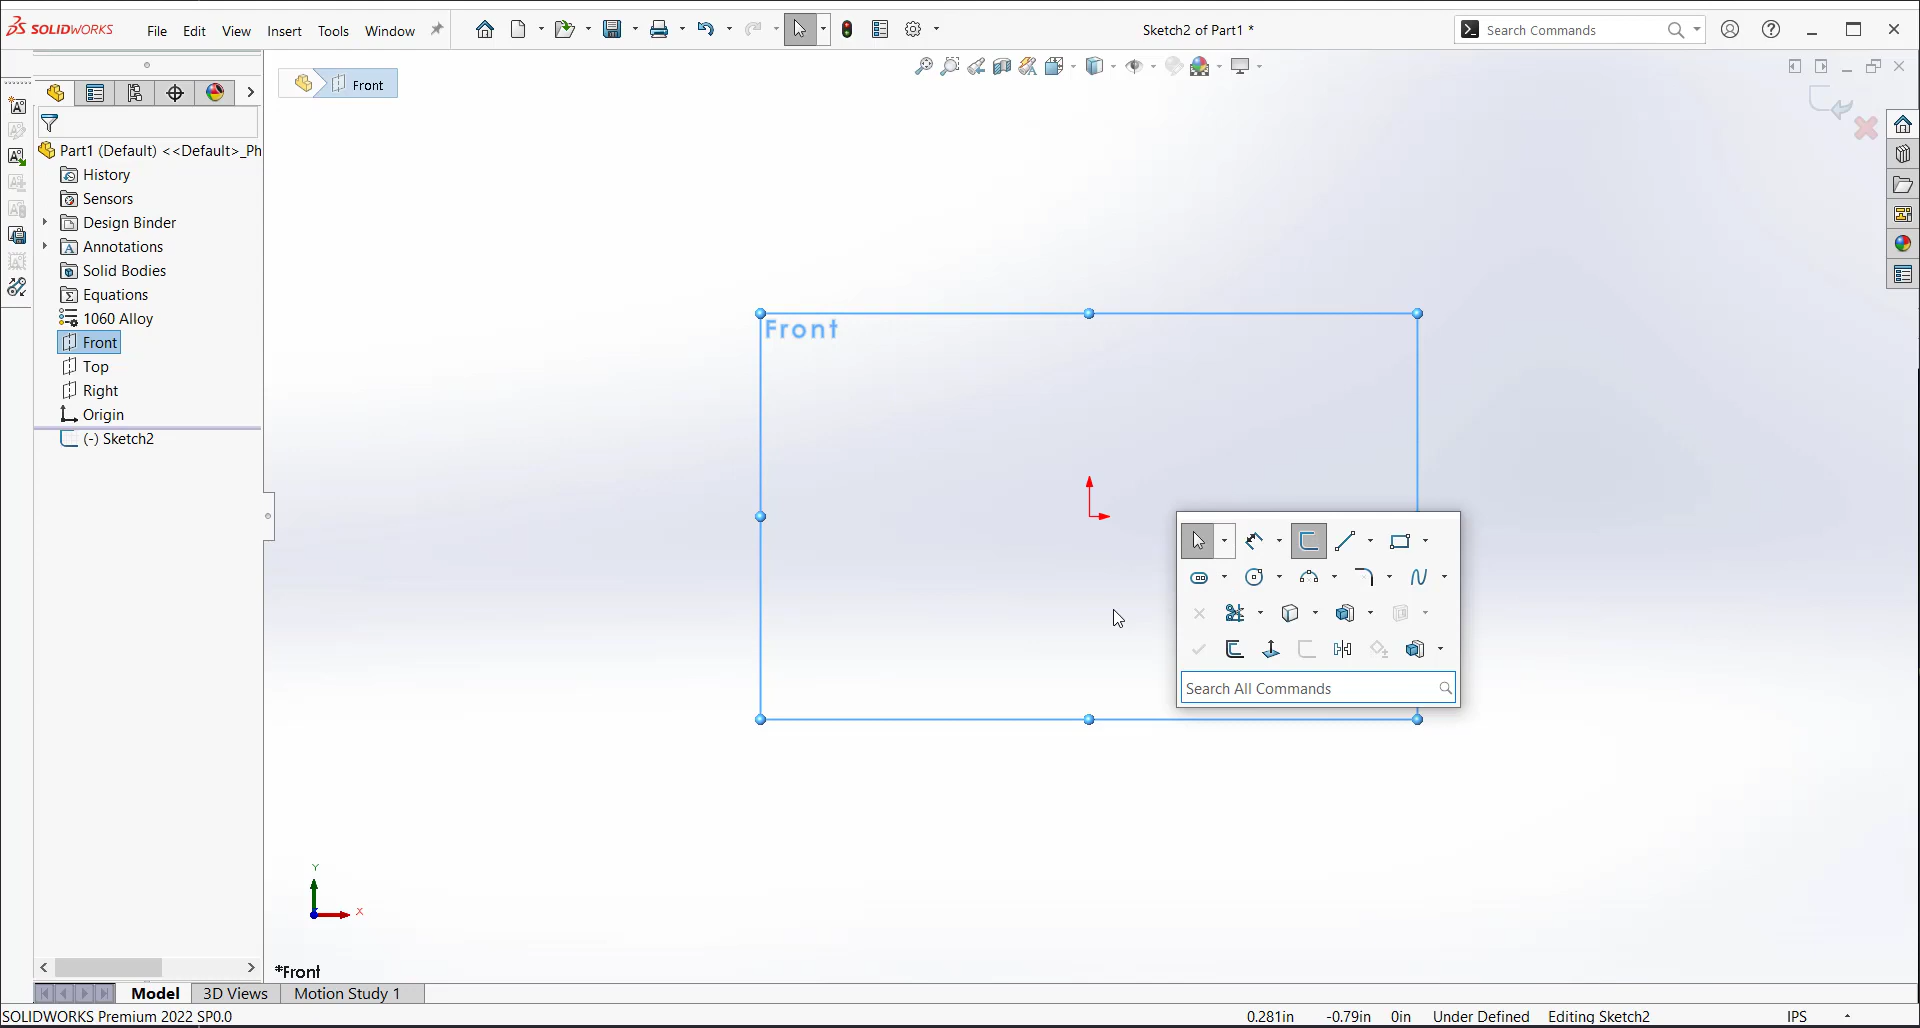 SOLIDWORKS File Edit View Insert Tools Window Sketch2 of Part1 * Search Commands
Front
Part1 (Default) <<Default>_Ph
History
Sensors
Design Binder
Annotations
Solid Bodies
Equations
1060 Alloy
Front
Top
Right
Origin
(-) Sketch2
Front
Search All Commands
Y
X
*Front
Model 3D Views Motion Study 1
SOLIDWORKS Premium 2022 SP0.0 0.281in -0.79in 0in Under Defined Editing Sketch2 IPS